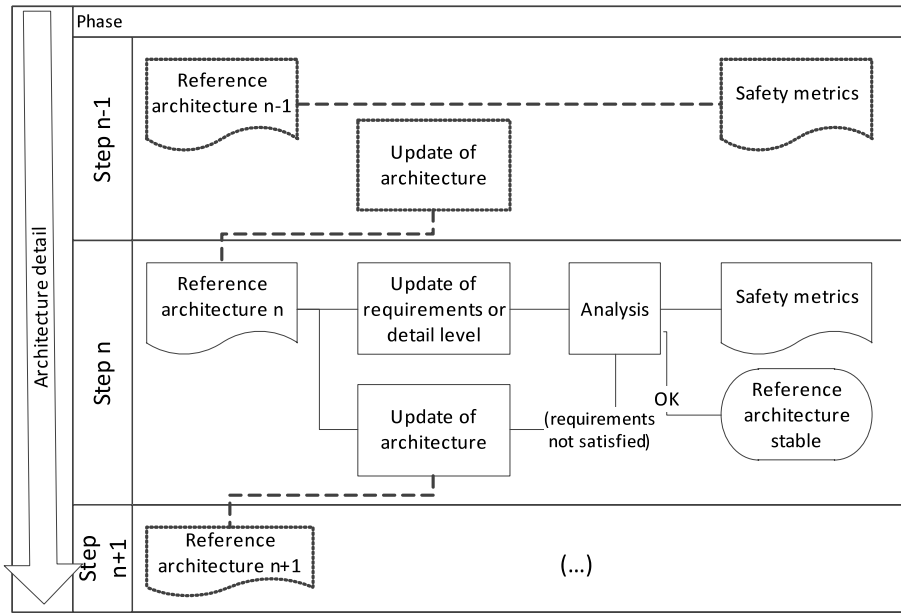 Phase
Architecture detail
Step n-1
Reference
architecture n-1
Safety metrics
Update of
architecture
Step n
Reference
architecture n
Update of
requirements or
detail level
Analysis
Safety metrics
Update of
architecture
(requirements
not satisfied)
OK
Reference
architecture
stable
Step
n+1
Reference
architecture n+1
(...)